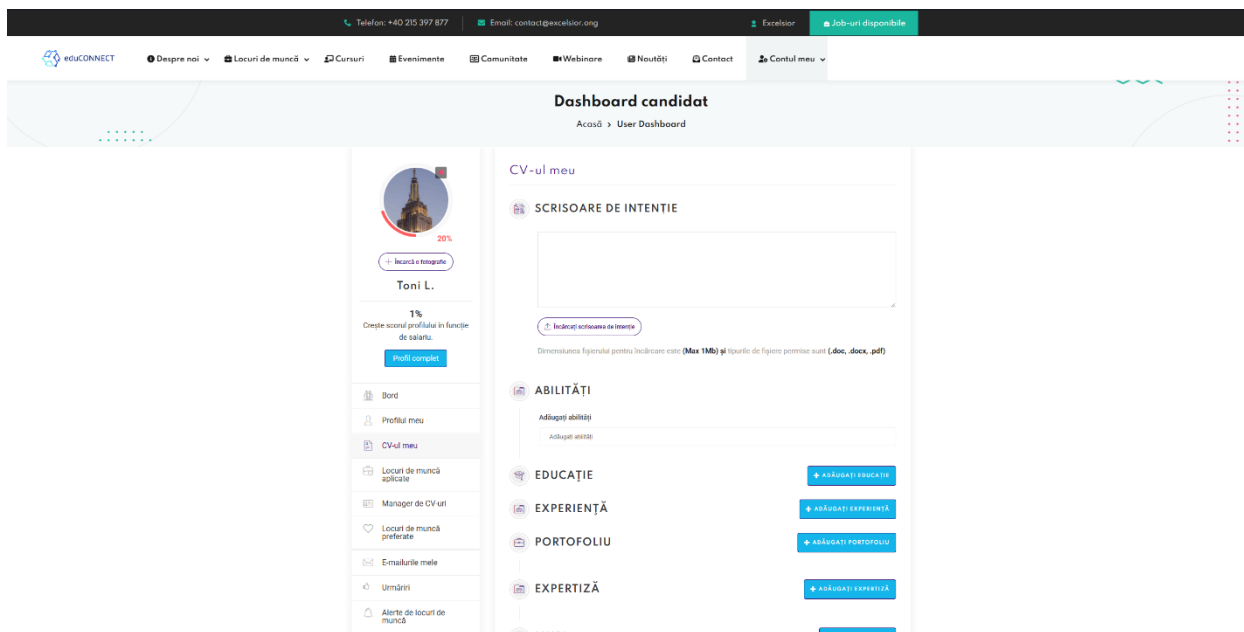 Telefon: +40 215 397 877
Email: contact@excelsior.ong
Excelsior
Job-uri disponibile
eduCONNECT
Despre noi
Locuri de muncă
Cursuri
Evenimente
Comunitate
Webinare
Noutăți
Contact
Contul meu
Dashboard candidat
Acasă > User Dashboard
20%
+ Încarcă o fotografie
Toni L.
1%
Crește scorul profilului în funcție
de salariu.
Profil complet
Bord
Profilul meu
CV-ul meu
Locuri de muncă
aplicate
Manager de CV-uri
Locuri de muncă
preferate
E-mailurile mele
Urmăriri
Alerte de locuri de
muncă
CV-ul meu
SCRISOARE DE INTENTIE
Încărcați scrisoarea de intenție
Dimensiunea fișierului pentru încărcare este (Max 1Mb) și tipurile de fișiere permise sunt (.doc, .docx, .pdf)
ABILITĂȚI
Adăugați abilități
Adăugați abilități
EDUCAȚIE
+ ADĂUGAȚI EDUCAȚIE
EXPERIENȚĂ
+ ADĂUGAȚI EXPERIENȚĂ
PORTOFOLIU
+ ADĂUGAȚI PORTOFOLIU
EXPERTIZĂ
+ ADĂUGAȚI EXPERTIZĂ